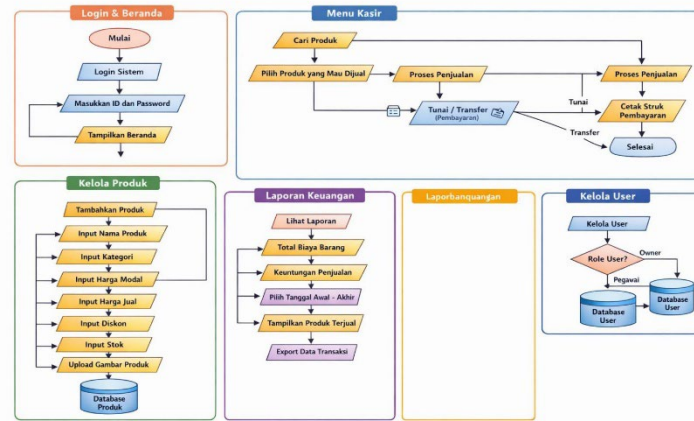 Login & Beranda
Mulai
Login Sistem
Masukkan ID dan Password
Tampilkan Beranda
Menu Kasir
Cari Produk
Pilih Produk yang Mau Dijual
Proses Penjualan
Proses Penjualan
Tunai / Transfer
(Pembayaran)
Tunai
Transfer
Cetak Struk
Pembayaran
Selesai
Kelola Produk
Tambahkan Produk
Input Nama Produk
Input Kategori
Input Harga Modal
Input Harga Jual
Input Diskon
Input Stok
Upload Gambar Produk
Database
Produk
Laporan Keuangan
Lihat Laporan
Total Biaya Barang
Keuntungan Penjualan
Pilih Tanggal Awal - Akhir
Tampilkan Produk Terjual
Export Data Transaksi
Laporbanquangan
Kelola User
Kelola User
Role User?
Owner
Pegavai
Database
User
Database
User